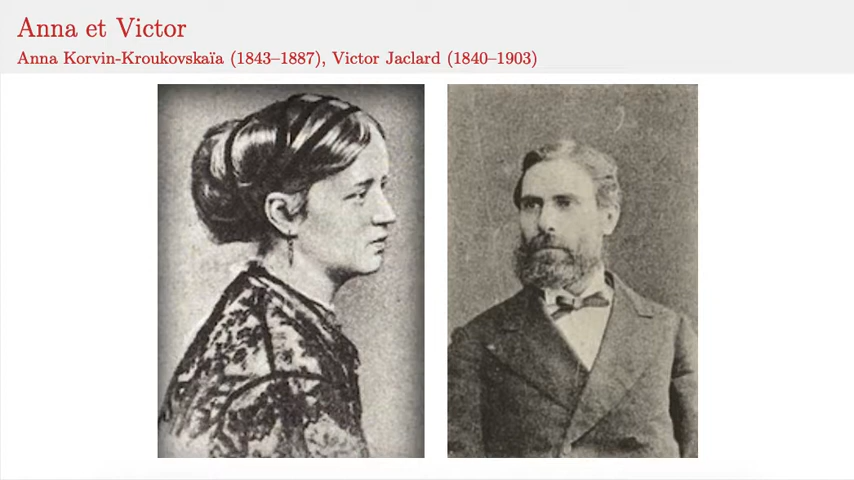 Anna et Victor
Anna Korvin-Kroukovskaïa (1843–1887), Victor Jaclard (1840–1903)